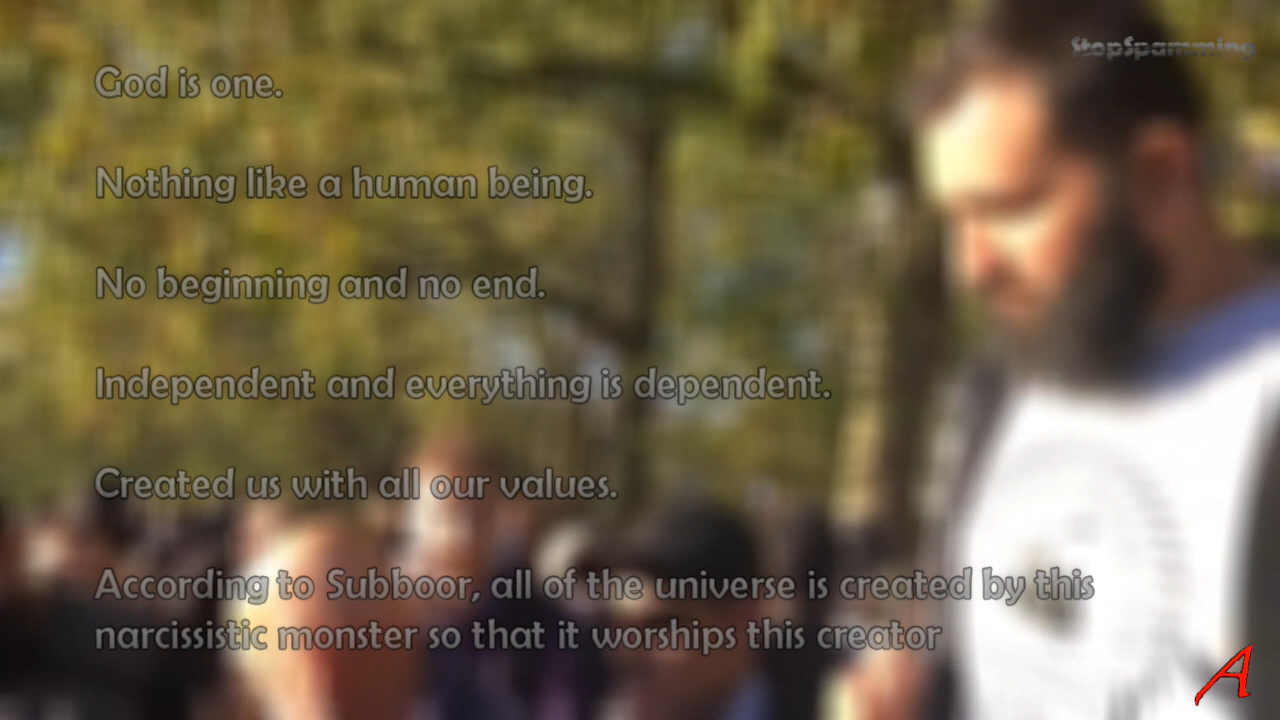 StopSpamming
God is one.
Nothing like a human being.
No beginning and no end.
Independent and everything is dependent.
Created us with all our values.
According to Subboor, all of the universe is created by this
narcissistic monster so that it worships this creator
A